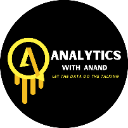 ANALYTICS
WITH ANAND
LET THE DATA DO THE TALKING